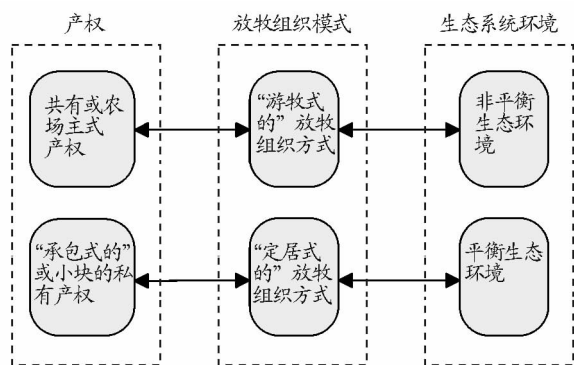 产权
放牧组织模式
生态系统环境
共有或农
场主式
产权
“游牧式
的”放牧
组织方式
非平衡
生态环
境
“承包式的”
或小块的私
有产权
“定居式
的”放牧
组织方式
平衡生态
环境